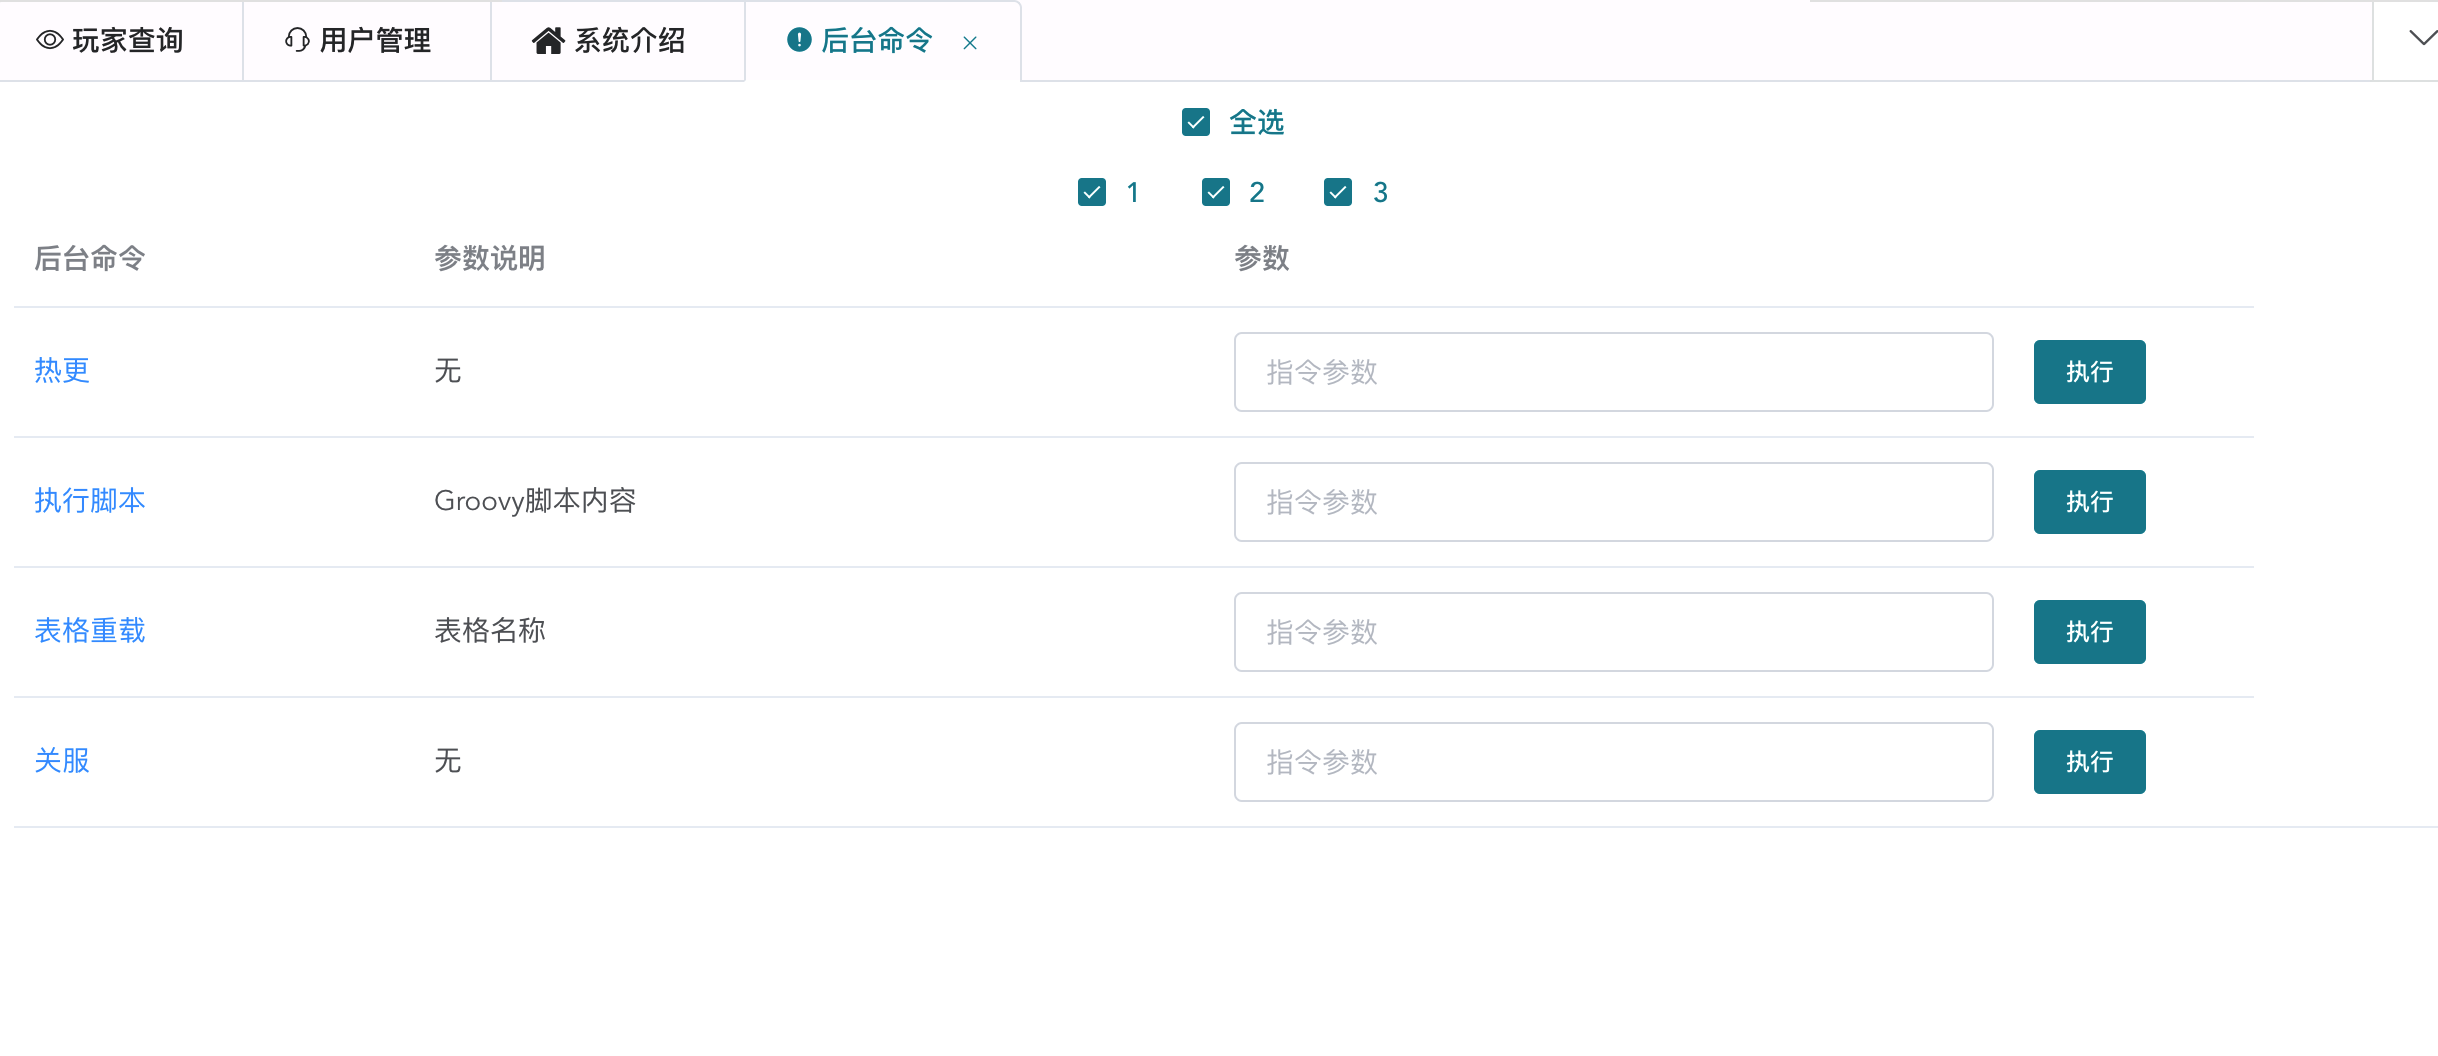 玩家查询 用户管理 系统介绍 后台命令
全选
1 2 3
后台命令 参数说明 参数
热更 无 指令参数 执行
执行脚本 Groovy脚本内容 指令参数 执行
表格重载 表格名称 指令参数 执行
关服 无 指令参数 执行